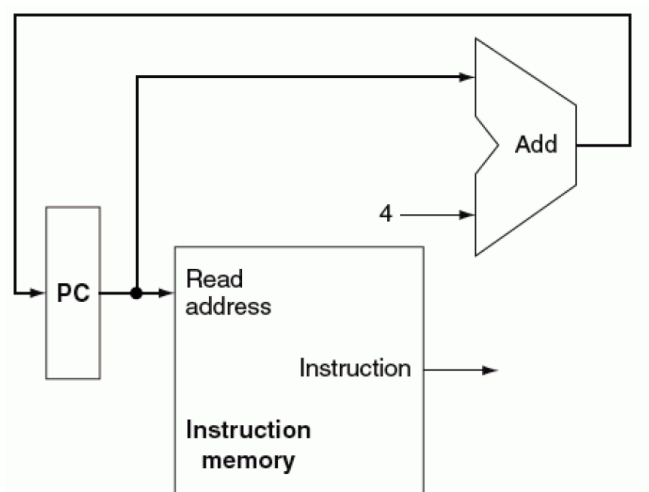 Add
4
PC
Read
address
Instruction
Instruction
memory